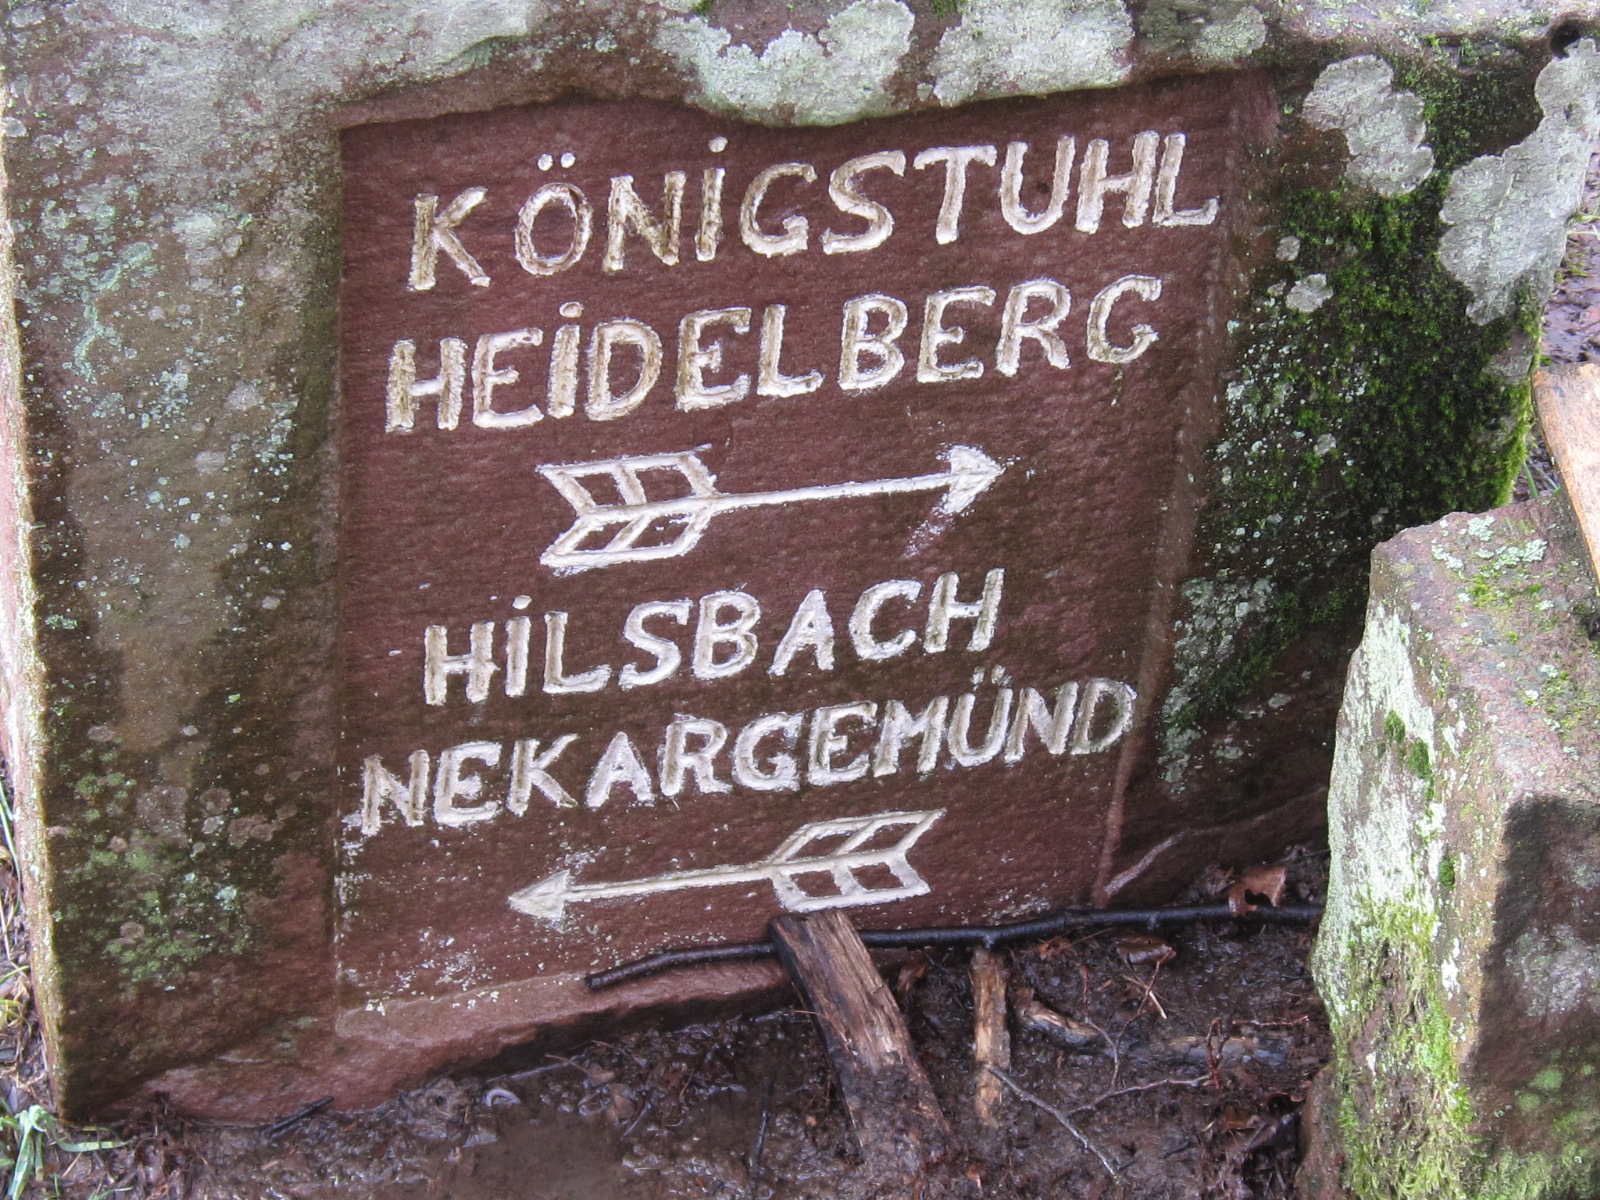 KÖNiGSTUHL
HEiDELBERG
HiLSBACH
NEKARGEMÜND